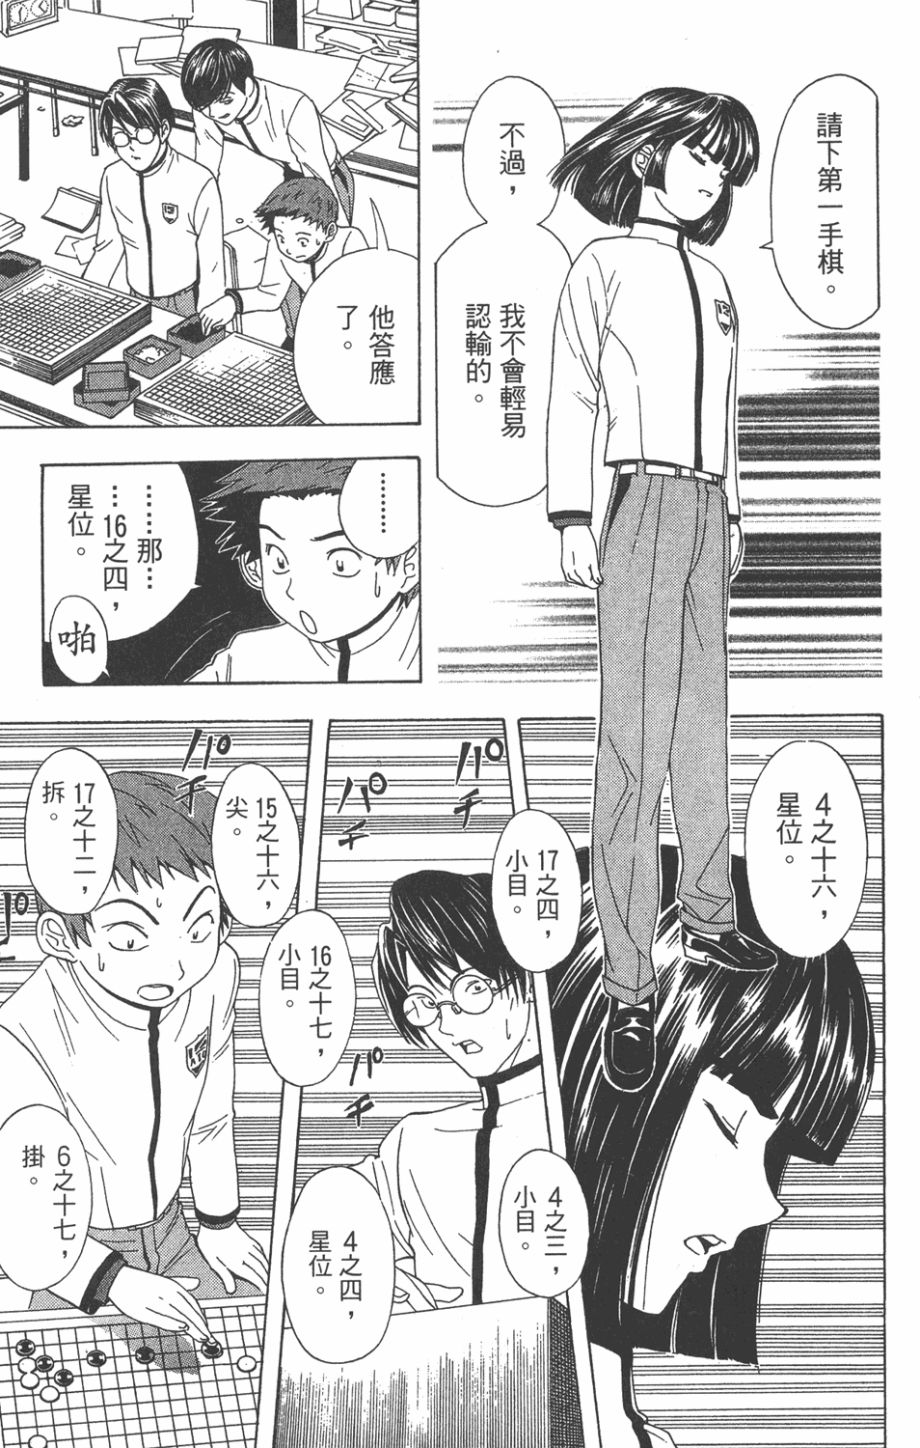 請下第一手棋。
不過，
我不會輕易
認輸的。
他答應
了。
………
………那…
…16之四，
星位。
啪
4之十六，
星位。
17之四，
小目。
4之三，
小目。
パチ
パチ
16之十七，
小目。
4之四，
星位。
パチ
パチ
15之十六，
尖。
17之十二，
拆。
6之十七，
掛。
パチ